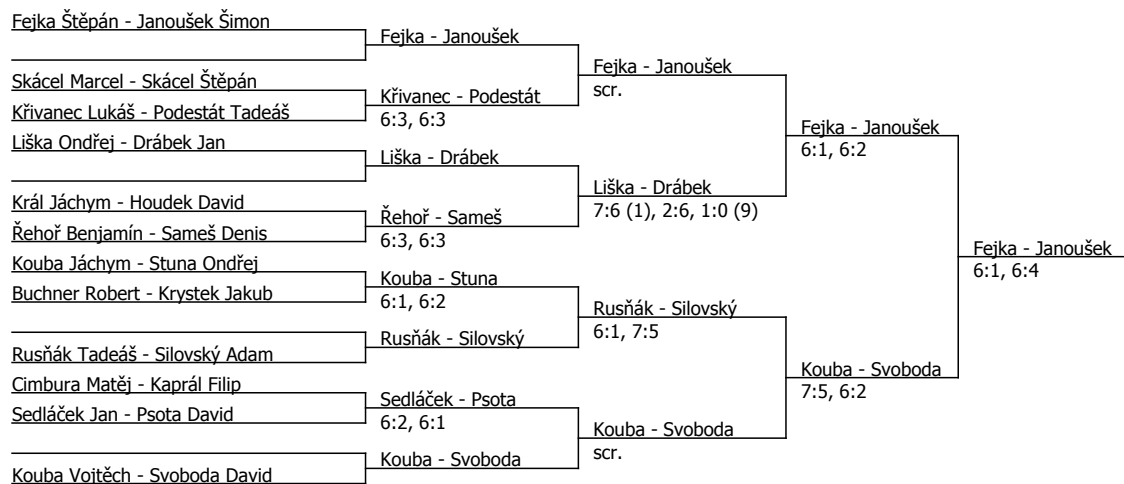 Fejka Štěpán - Janoušek Šimon
Skácel Marcel - Skácel Štěpán
Křivanec Lukáš - Podestát Tadeáš
Liška Ondřej - Drábek Jan
Král Jáchym - Houdek David
Řehoř Benjamín - Sameš Denis
Kouba Jáchym - Stuna Ondřej
Buchner Robert - Krystek Jakub
Rusňák Tadeáš - Silovský Adam
Cimbura Matěj - Kaprál Filip
Sedláček Jan - Psota David
Kouba Vojtěch - Svoboda David
Fejka - Janoušek
Křivanec - Podestát
6:3, 6:3
Liška - Drábek
Řehoř - Sameš
6:3, 6:3
Kouba - Stuna
6:1, 6:2
Rusňák - Silovský
Sedláček - Psota
6:2, 6:1
Kouba - Svoboda
Fejka - Janoušek
scr.
Liška - Drábek
7:6 (1), 2:6, 1:0 (9)
Rusňák - Silovský
6:1, 7:5
Kouba - Svoboda
scr.
Fejka - Janoušek
6:1, 6:2
Kouba - Svoboda
7:5, 6:2
Fejka - Janoušek
6:1, 6:4